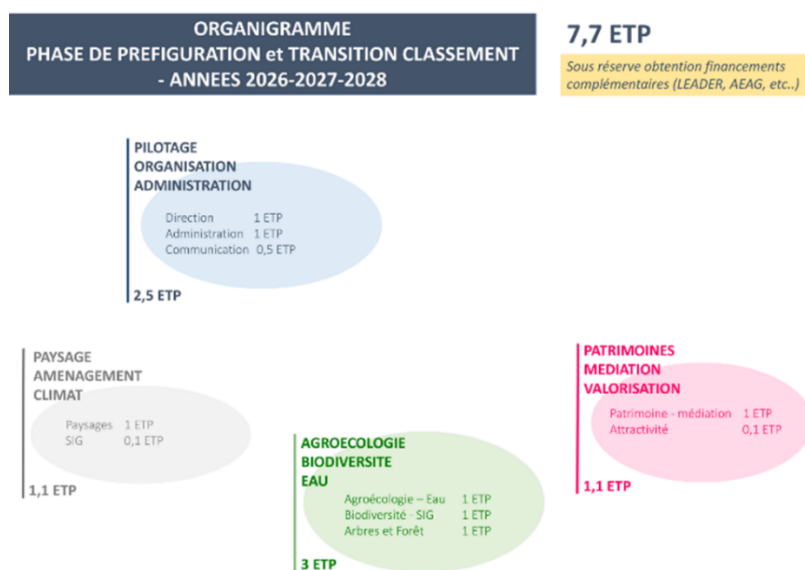 ORGANIGRAMME
PHASE DE PREFIGURATION et TRANSITION CLASSEMENT
- ANNEES 2026-2027-2028
7,7 ETP
Sous réserve obtention financements
complémentaires (LEADER, AEAG, etc..)
PILOTAGE
ORGANISATION
ADMINISTRATION
Direction 1 ETP
Administration 1 ETP
Communication 0,5 ETP
2,5 ETP
PAYSAGE
AMENAGEMENT
CLIMAT
Paysages 1 ETP
SIG 0,1 ETP
1,1 ETP
AGROECOLOGIE
BIODIVERSITE
EAU
Agroécologie – Eau 1 ETP
Biodiversité - SIG 1 ETP
Arbres et Forêt 1 ETP
3 ETP
PATRIMOINES
MEDIATION
VALORISATION
Patrimoine - médiation 1 ETP
Attractivité 0,1 ETP
1,1 ETP